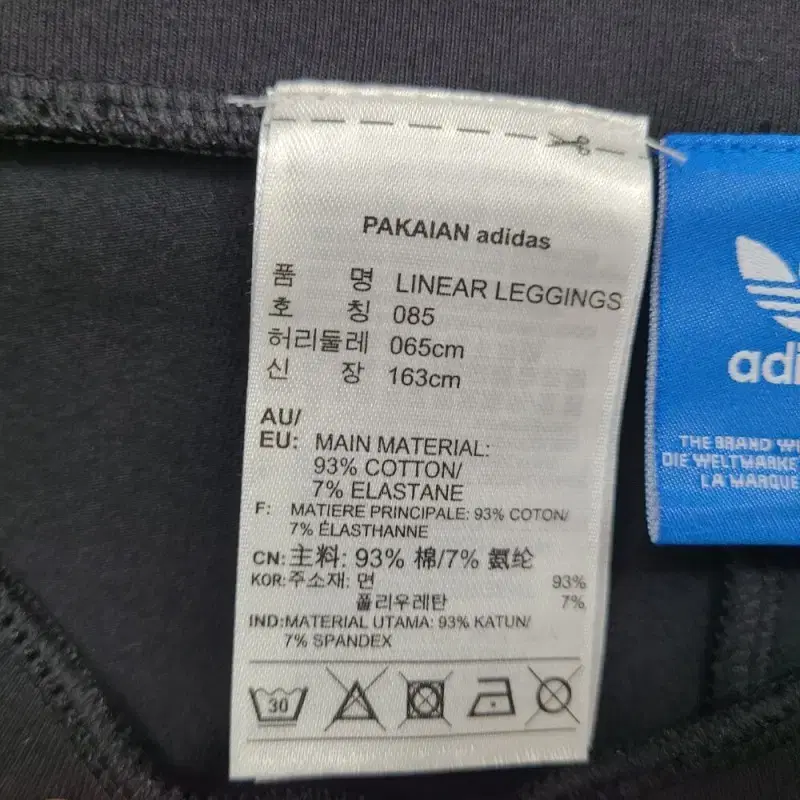 PAKAIAN adidas
품 명 LINEAR LEGGINGS
호 칭 085
허리둘레 065cm
신 장 163cm
AU/
EU: MAIN MATERIAL:
93% COTTON/
7% ELASTANE
F: MATIERE PRINCIPALE: 93% COTON/
7% ÉLASTHANNE
CN: 主料: 93% 棉/7% 氨纶
KOR: 주소재: 면 93%
폴리우레탄 7%
IND: MATERIAL UTAMA: 93% KATUN/
7% SPANDEX
30
THE BRAND
DIE WELTMARKE
LA MARQUE